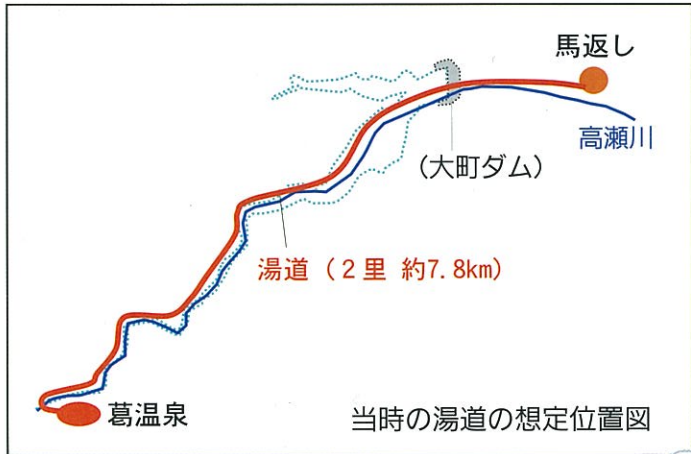 馬返し
高瀬川
(大町ダム)
湯道(2里 約7.8km)
葛温泉
当時の湯道の想定位置図